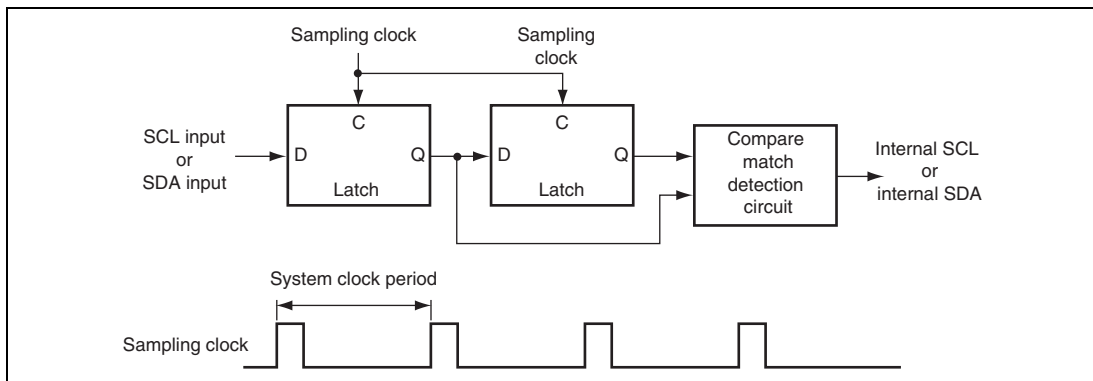 Sampling clock
Sampling
clock
SCL input
or
SDA input
D
C
Q
Latch
D
C
Q
Latch
Compare
match
detection
circuit
Internal SCL
or
internal SDA
System clock period
Sampling clock